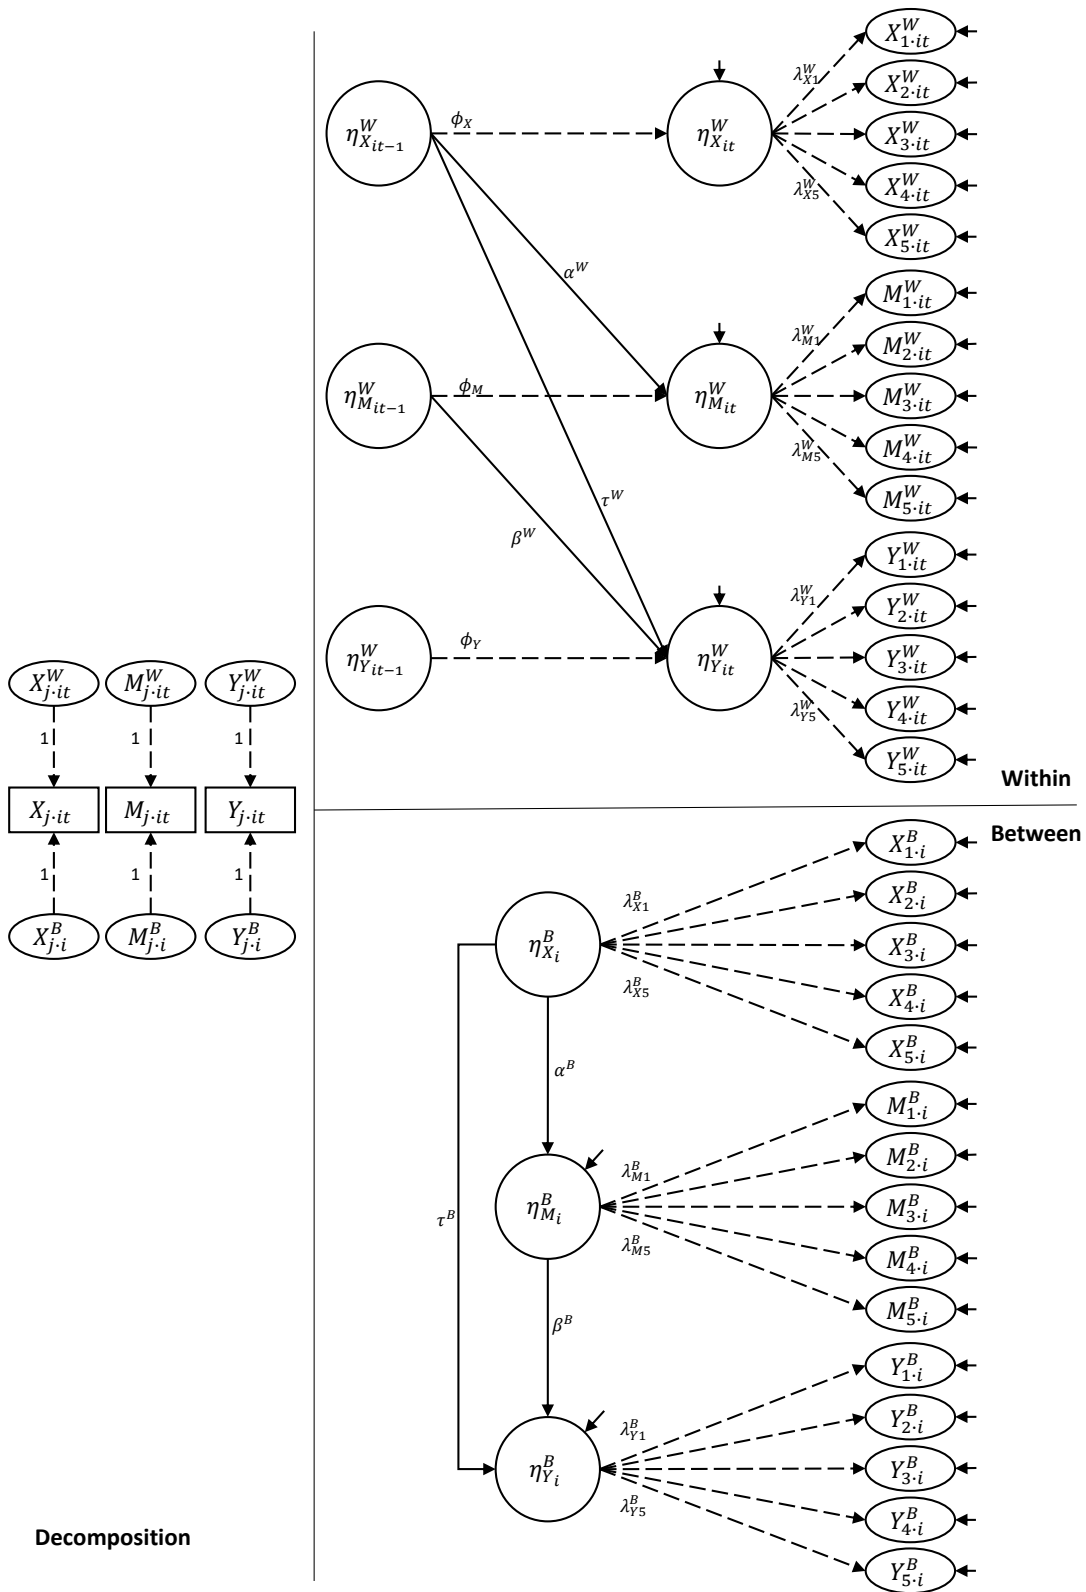 X^W_{j·it} M^W_{j·it} Y^W_{j·it}
1 1 1
X_{j·it} M_{j·it} Y_{j·it}
1 1 1
X^B_{j·i} M^B_{j·i} Y^B_{j·i}
Decomposition
η^W_{X_{it−1}} ϕ_X η^W_{X_{it}}
λ^W_{X1}
λ^W_{X5}
X^W_{1·it}
X^W_{2·it}
X^W_{3·it}
X^W_{4·it}
X^W_{5·it}
α^W
η^W_{M_{it−1}} ϕ_M η^W_{M_{it}}
λ^W_{M1}
λ^W_{M5}
M^W_{1·it}
M^W_{2·it}
M^W_{3·it}
M^W_{4·it}
M^W_{5·it}
τ^W
β^W
η^W_{Y_{it−1}} ϕ_Y η^W_{Y_{it}}
λ^W_{Y1}
λ^W_{Y5}
Y^W_{1·it}
Y^W_{2·it}
Y^W_{3·it}
Y^W_{4·it}
Y^W_{5·it}
Within
Between
η^B_{X_i}
λ^B_{X1}
λ^B_{X5}
X^B_{1·i}
X^B_{2·i}
X^B_{3·i}
X^B_{4·i}
X^B_{5·i}
α^B
τ^B
η^B_{M_i}
λ^B_{M1}
λ^B_{M5}
M^B_{1·i}
M^B_{2·i}
M^B_{3·i}
M^B_{4·i}
M^B_{5·i}
β^B
η^B_{Y_i}
λ^B_{Y1}
λ^B_{Y5}
Y^B_{1·i}
Y^B_{2·i}
Y^B_{3·i}
Y^B_{4·i}
Y^B_{5·i}